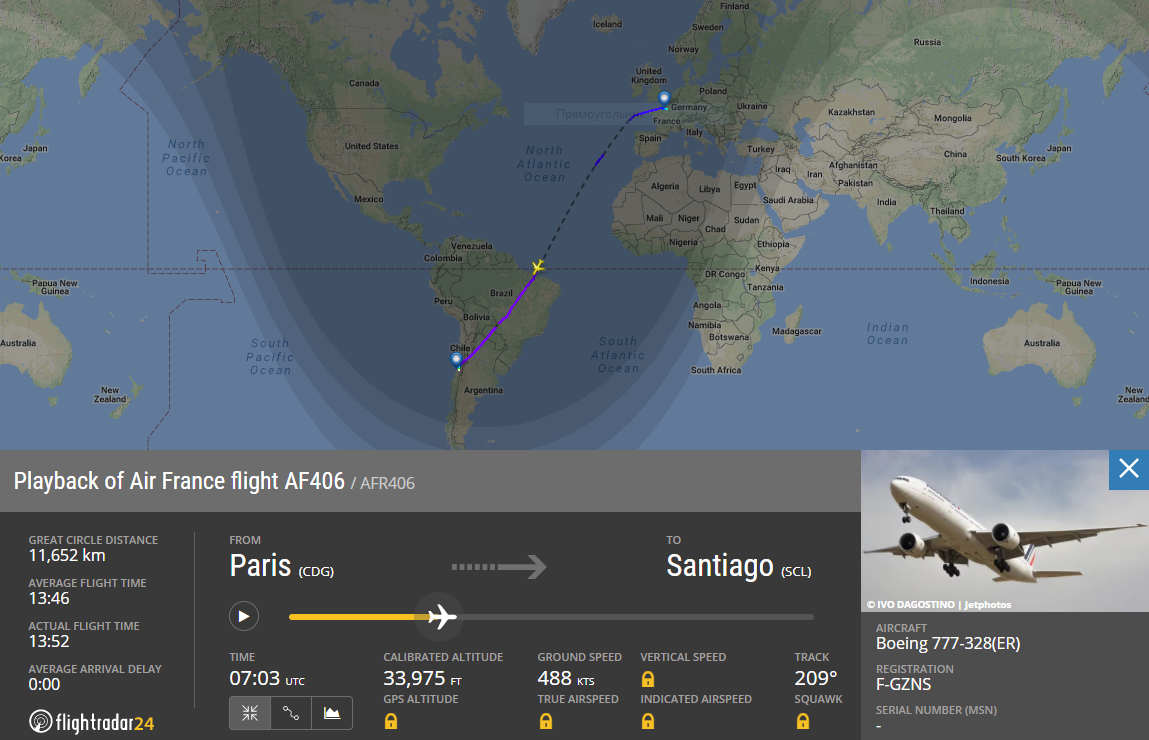 Finland
Iceland
Sweden
Russia
Norway
Canada
United
Kingdom
Poland
Germany
Ukraine
Kazakhstan
Прямоуголь
France
Mongolia
Italy
Spain
North
Pacific
Ocean
United States
North
Atlantic
Ocean
Turkey
China
Japan
Korea
South Korea
Japan
Afghanistan
Iraq
Iran
Pakistan
Algeria
Libya
Egypt
Saudi Arabia
Mexico
India
Thailand
Mali
Niger
Sudan
Chad
Nigeria
Ethiopia
Venezuela
Colombia
DR Congo
Kenya
Tanzania
Papua New
Guinea
Indonesia
Papua New
Guinea
Brazil
Peru
Bolivia
Angola
Namibia
Botswana
Madagascar
Indian
Ocean
Australia
South
Pacific
Ocean
Chile
South
Atlantic
Ocean
South Africa
Australia
Argentina
New
Zealand
New
Zealand
Playback of Air France flight AF406 / AFR406
GREAT CIRCLE DISTANCE
11,652 km
AVERAGE FLIGHT TIME
13:46
ACTUAL FLIGHT TIME
13:52
AVERAGE ARRIVAL DELAY
0:00
flightradar24
FROM
Paris (CDG)
TO
Santiago (SCL)
TIME
07:03 UTC
CALIBRATED ALTITUDE
33,975 FT
GPS ALTITUDE
GROUND SPEED
488 KTS
TRUE AIRSPEED
VERTICAL SPEED
INDICATED AIRSPEED
TRACK
209°
SQUAWK
© IVO DAGOSTINO | Jetphotos
AIRCRAFT
Boeing 777-328(ER)
REGISTRATION
F-GZNS
SERIAL NUMBER (MSN)
-